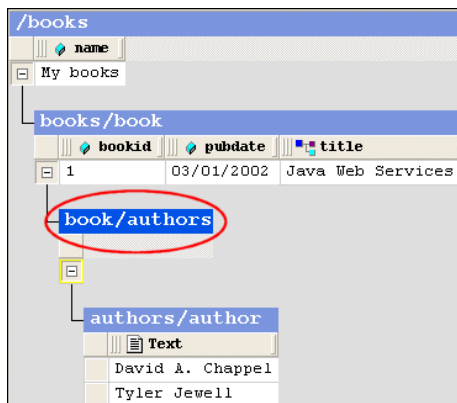 /books
name
My books
books/book
bookid pubdate title
1 03/01/2002 Java Web Services
book/authors
authors/author
Text
David A. Chappel
Tyler Jewell